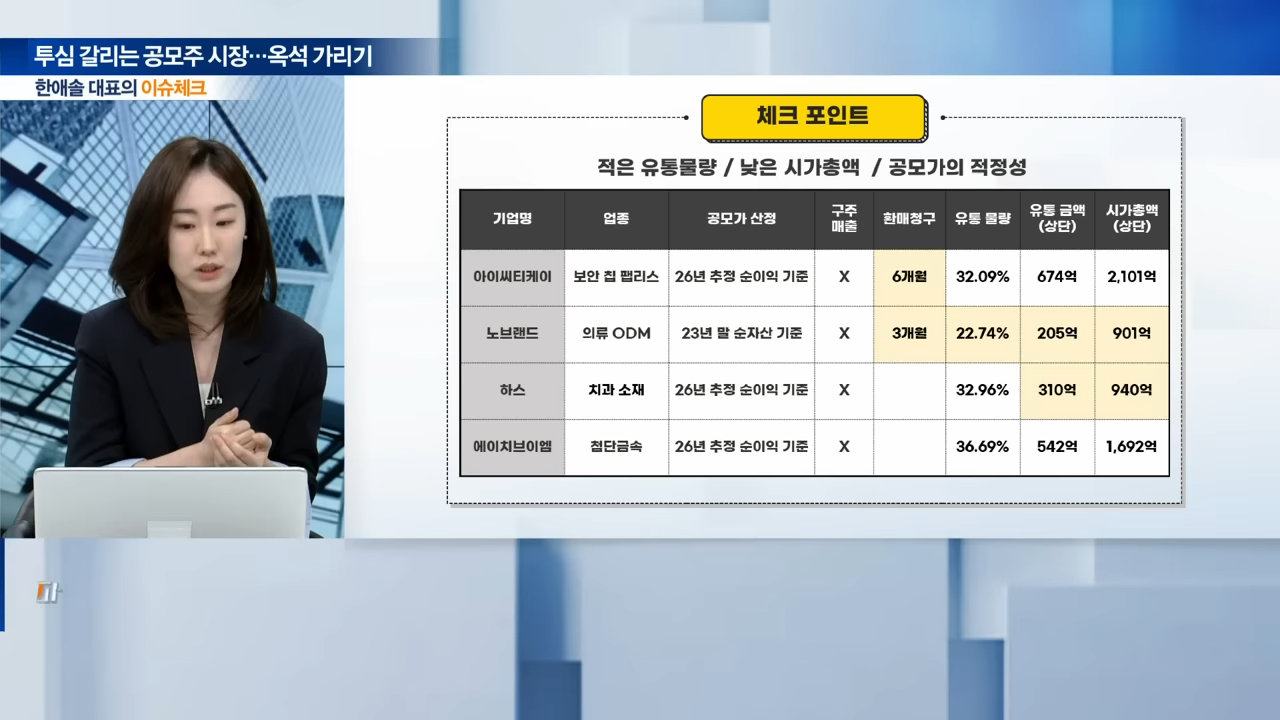 투심 갈리는 공모주 시장…옥석 가리기
한애솔 대표의 이슈체크
체크 포인트
적은 유통물량 / 낮은 시가총액 / 공모가의 적정성
기업명 업종 공모가 산정 구주 매출 환매청구 유통 물량 유통 금액 (상단) 시가총액 (상단)
아이씨티케이 보안 칩 팹리스 26년 추정 순이익 기준 X 6개월 32.09% 674억 2,101억
노브랜드 의류 ODM 23년 말 순자산 기준 X 3개월 22.74% 205억 901억
하스 치과 소재 26년 추정 순이익 기준 X 32.96% 310억 940억
에이치브이엠 첨단금속 26년 추정 순이익 기준 X 36.69% 542억 1,692억